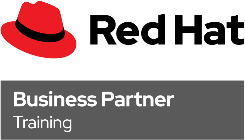 Red Hat
Business Partner
Training